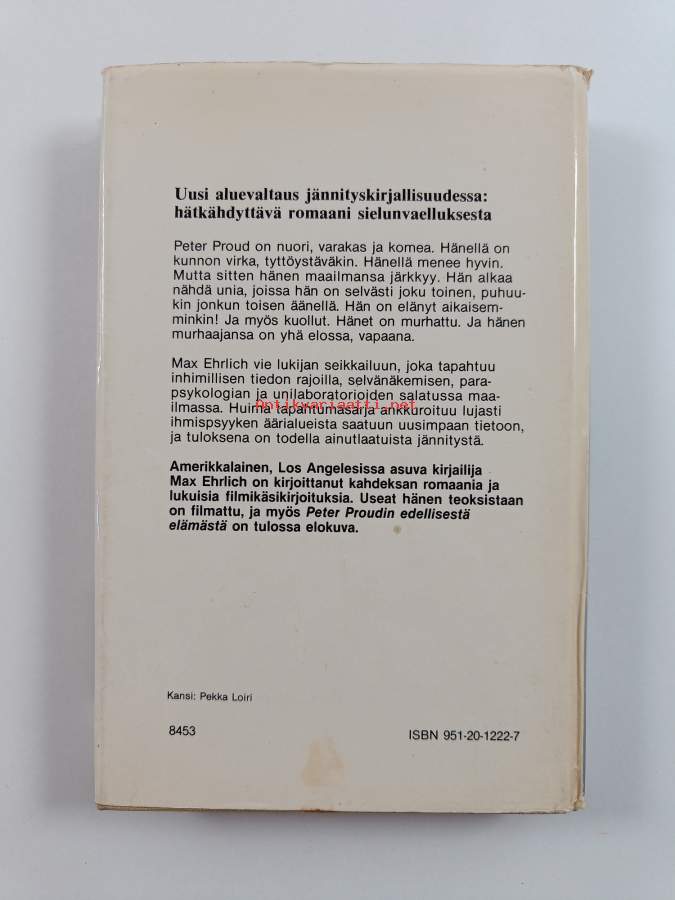 Uusi aluevaltaus jännityskirjallisuudessa:
hätkähdyttävä romaani sielunvaelluksesta
Peter Proud on nuori, varakas ja komea. Hänellä on
kunnon virka, tyttöystäväkin. Hänellä menee hyvin.
Mutta sitten hänen maailmansa järkkyy. Hän alkaa
nähdä unia, joissa hän on selvästi joku toinen, puhuu-
kin jonkun toisen äänellä. Hän on elänyt aikaisem-
minkin! Ja myös kuollut. Hänet on murhattu. Ja hänen
murhaajansa on yhä elossa, vapaana.
Max Ehrlich vie lukijan seikkailuun, joka tapahtuu
inhimillisen tiedon rajoilla, selvänäkemisen, para-
psykologian ja unilaboratorioiden salatussa maa-
ilmassa. Huima tapahtumasarja ankkuroituu lujasti
Antikvariaatti.net
ihmispsyyken äärialueista saatuun uusimpaan tietoon,
ja tuloksena on todella ainutlaatuista jännitystä.
Amerikkalainen, Los Angelesissa asuva kirjailija
Max Ehrlich on kirjoittanut kahdeksan romaania ja
lukuisia filmikäsikirjoituksia. Useat hänen teoksistaan
on filmattu, ja myös Peter Proudin edellisestä
elämästä on tulossa elokuva.
Kansi: Pekka Loiri
8453
ISBN 951-20-1222-7